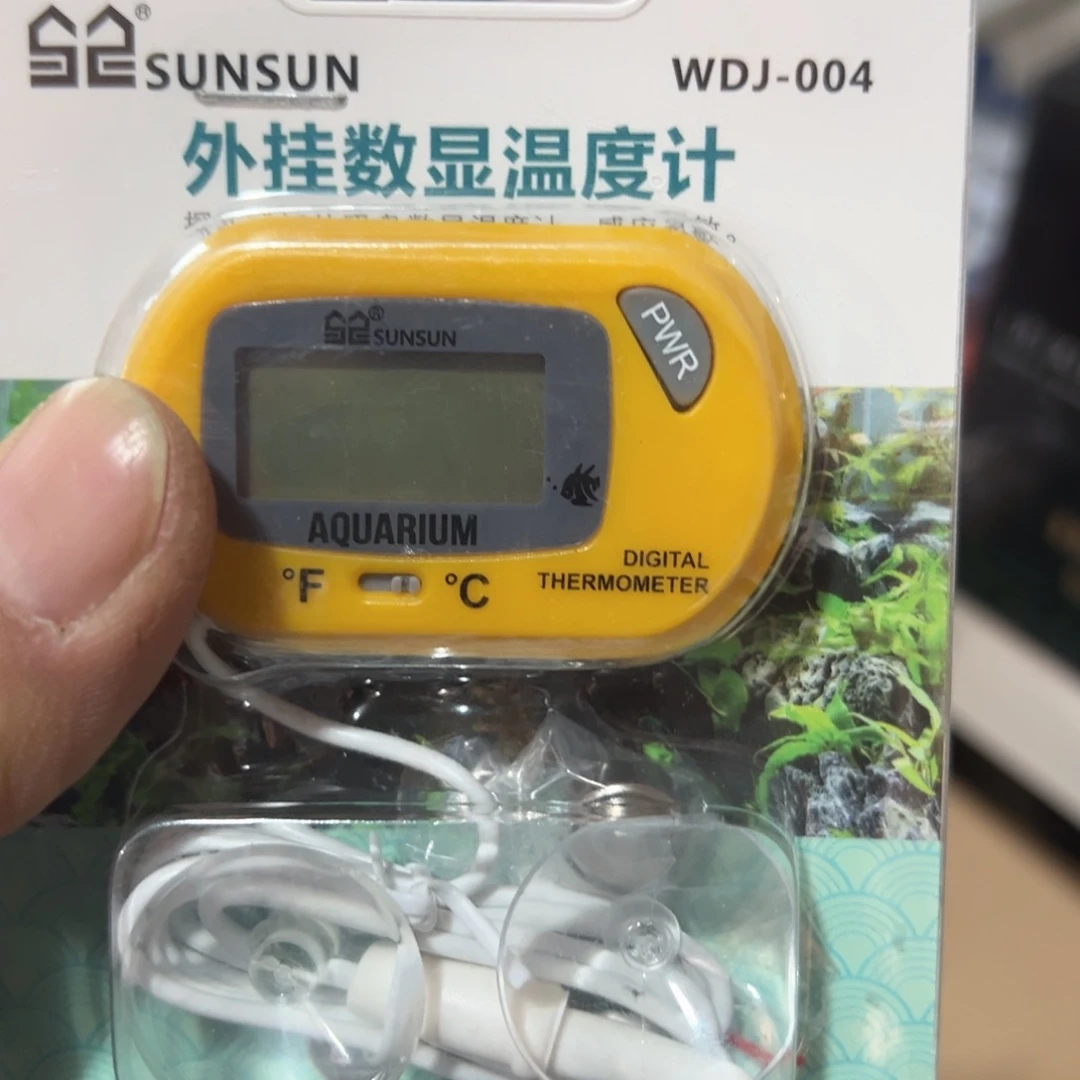 SUNSUN
WDJ-004
外挂数显温度计
SUNSUN
PWR
AQUARIUM
DIGITAL
THERMOMETER
°F
°C